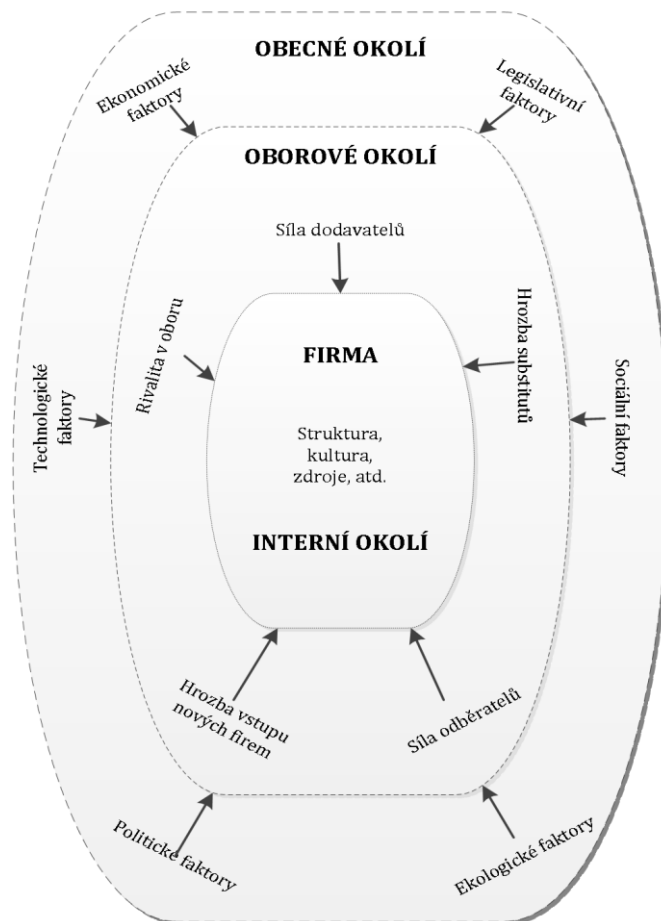 OBECNÉ OKOLÍ
Ekonomické
faktory
Legislativní
faktory
OBOROVÉ OKOLÍ
Síla dodavatelů
Rivalita v oboru
Hrozba substitutů
FIRMA
Technologické
faktory
Sociální faktory
Struktura,
kultura,
zdroje, atd.
INTERNÍ OKOLÍ
Hrozba vstupu
nových firem
Síla odběratelů
Politické faktory
Ekologické faktory